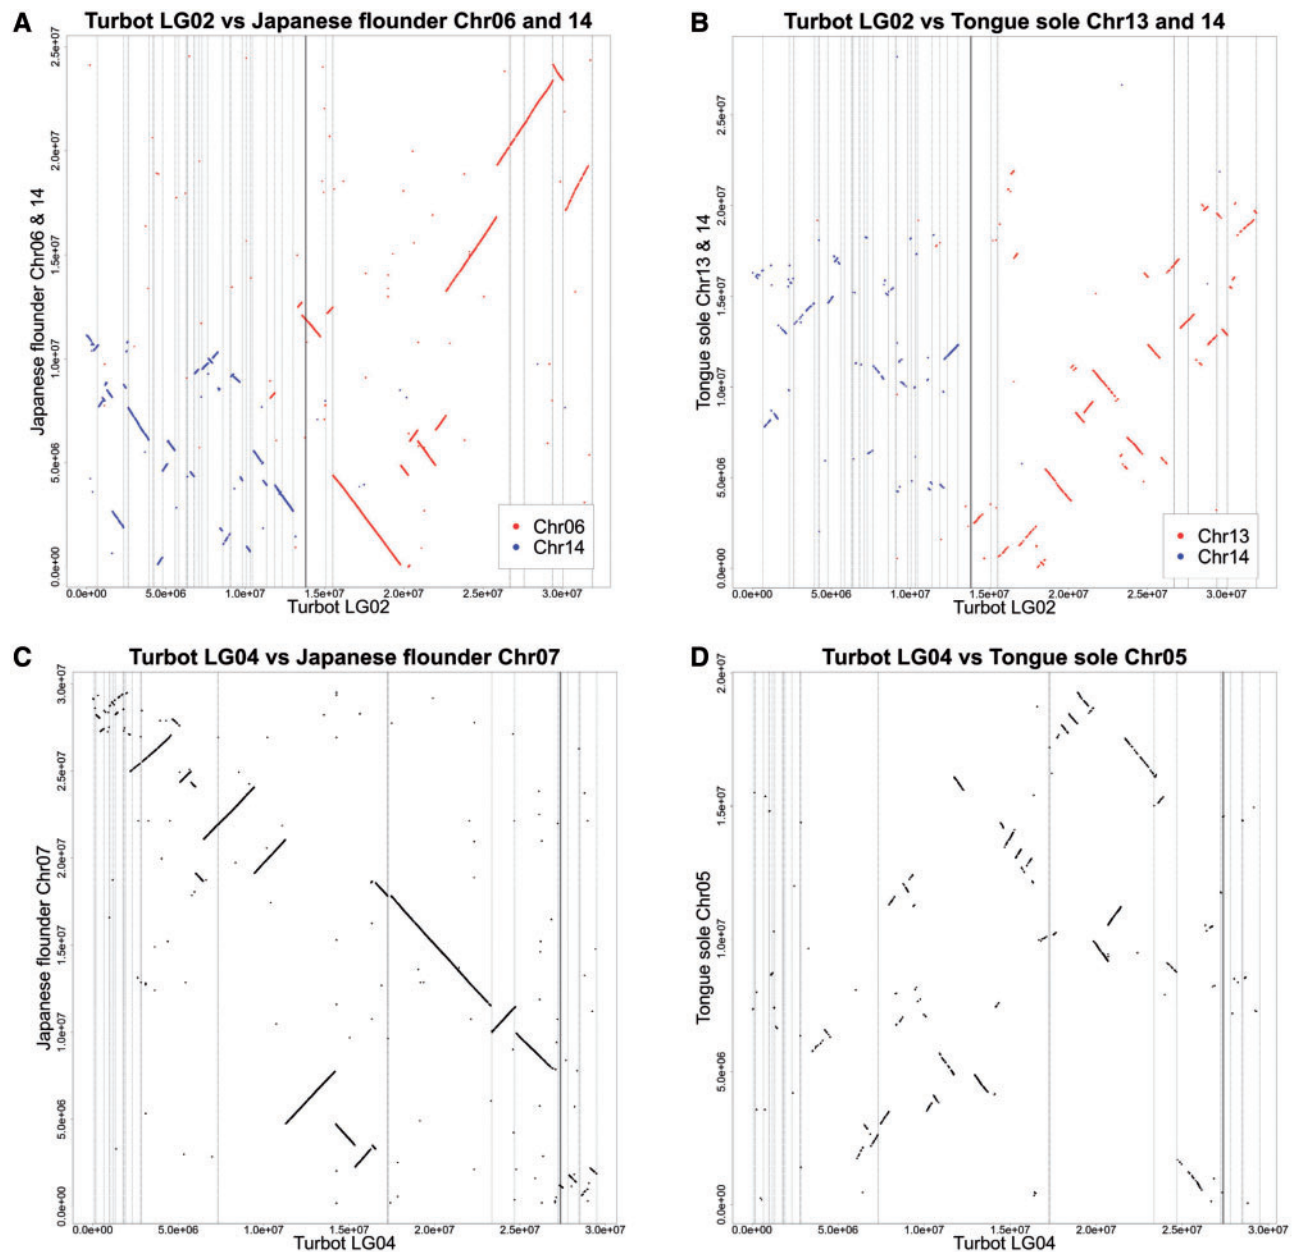 A
Turbot LG02 vs Japanese flounder Chr06 and 14
Japanese flounder Chr06 & 14
2.5e+07
2.0e+07
1.5e+07
1.0e+07
5.0e+06
0.0e+00
Chr06
Chr14
0.0e+00 5.0e+06 1.0e+07 1.5e+07 2.0e+07 2.5e+07 3.0e+07
Turbot LG02
B
Turbot LG02 vs Tongue sole Chr13 and 14
Tongue sole Chr13 & 14
2.5e+07
2.0e+07
1.5e+07
1.0e+07
5.0e+06
0.0e+00
Chr13
Chr14
0.0e+00 5.0e+06 1.0e+07 1.5e+07 2.0e+07 2.5e+07 3.0e+07
Turbot LG02
C
Turbot LG04 vs Japanese flounder Chr07
Japanese flounder Chr07
3.0e+07
2.5e+07
2.0e+07
1.5e+07
1.0e+07
5.0e+06
0.0e+00
0.0e+00 5.0e+06 1.0e+07 1.5e+07 2.0e+07 2.5e+07 3.0e+07
Turbot LG04
D
Turbot LG04 vs Tongue sole Chr05
Tongue sole Chr05
2.0e+07
1.5e+07
1.0e+07
5.0e+06
0.0e+00
0.0e+00 5.0e+06 1.0e+07 1.5e+07 2.0e+07 2.5e+07 3.0e+07
Turbot LG04